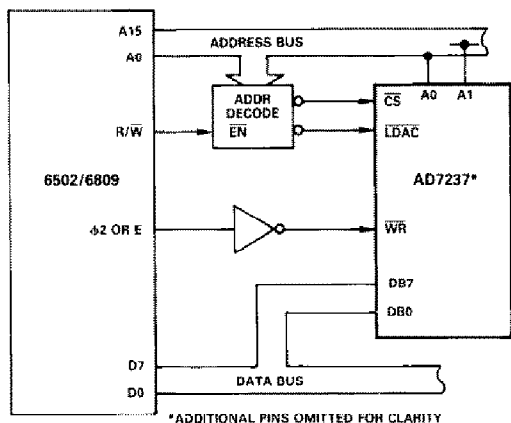 A15
ADDRESS BUS
A0
ADDR
DECODE
EN
CS
A0
A1
LDAC
R/W
6502/6809
AD7237*
ϕ2 OR E
WR
DB7
DB0
D7
D0
DATA BUS
*ADDITIONAL PINS OMITTED FOR CLARITY